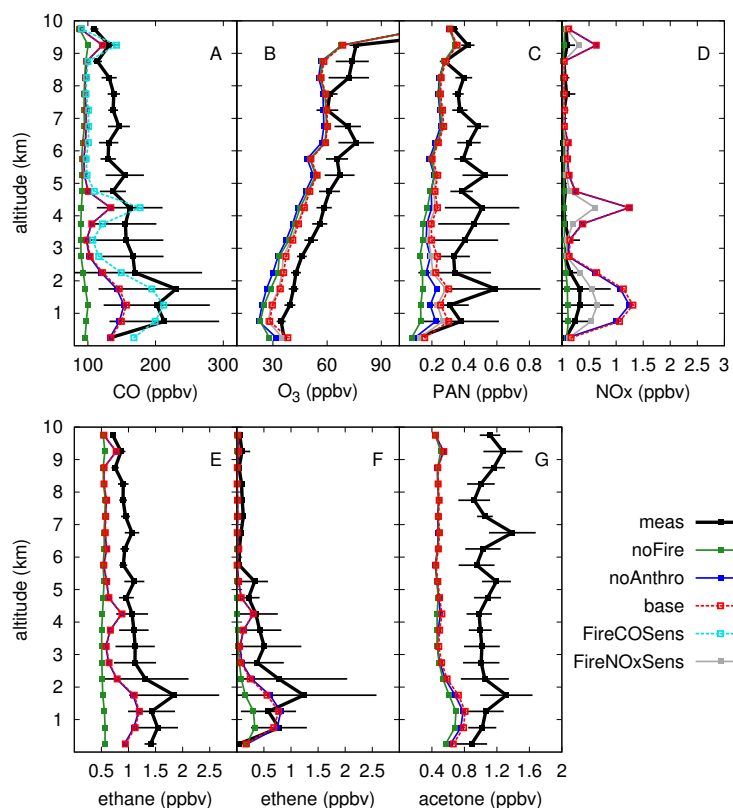 10
9
8
7
6
5
4
3
2
1
altitude (km)
A
B
C
D
100 200 300
30 60 90
0.2 0.4 0.6 0.8
0 0.5 1 1.5 2 2.5 3
CO (ppbv)
O3 (ppbv)
PAN (ppbv)
NOx (ppbv)
10
9
8
7
6
5
4
3
2
1
altitude (km)
E
F
G
0.5 1 1.5 2 2.5
0 0.5 1 1.5 2 2.5
0.4 0.8 1.2 1.6 2
ethane (ppbv)
ethene (ppbv)
acetone (ppbv)
meas
noFire
noAnthro
base
FireCOSens
FireNOxSens